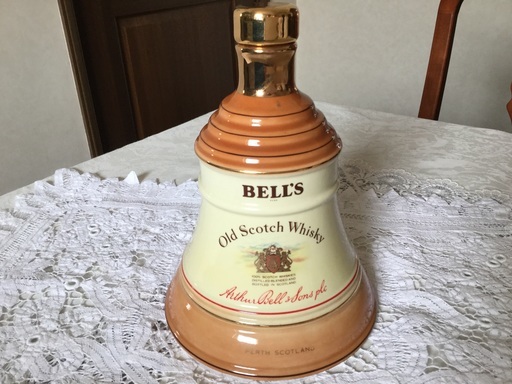 BELL'S
Old Scotch Whisky
Arthur Bell & Sons plc
PERTH SCOTLAND